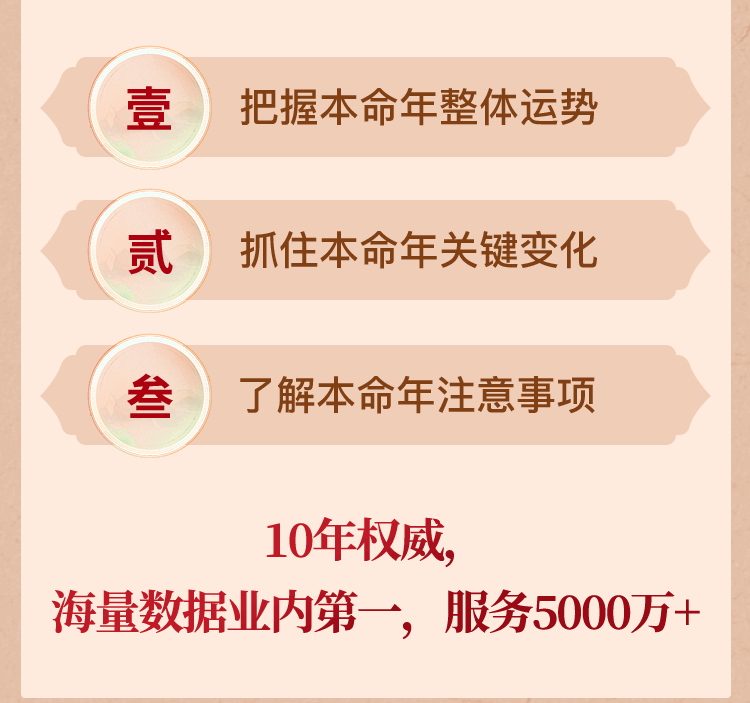 壹 把握本命年整体运势
贰 抓住本命年关键变化
叁 了解本命年注意事项
10年权威,
海量数据业内第一，服务5000万+